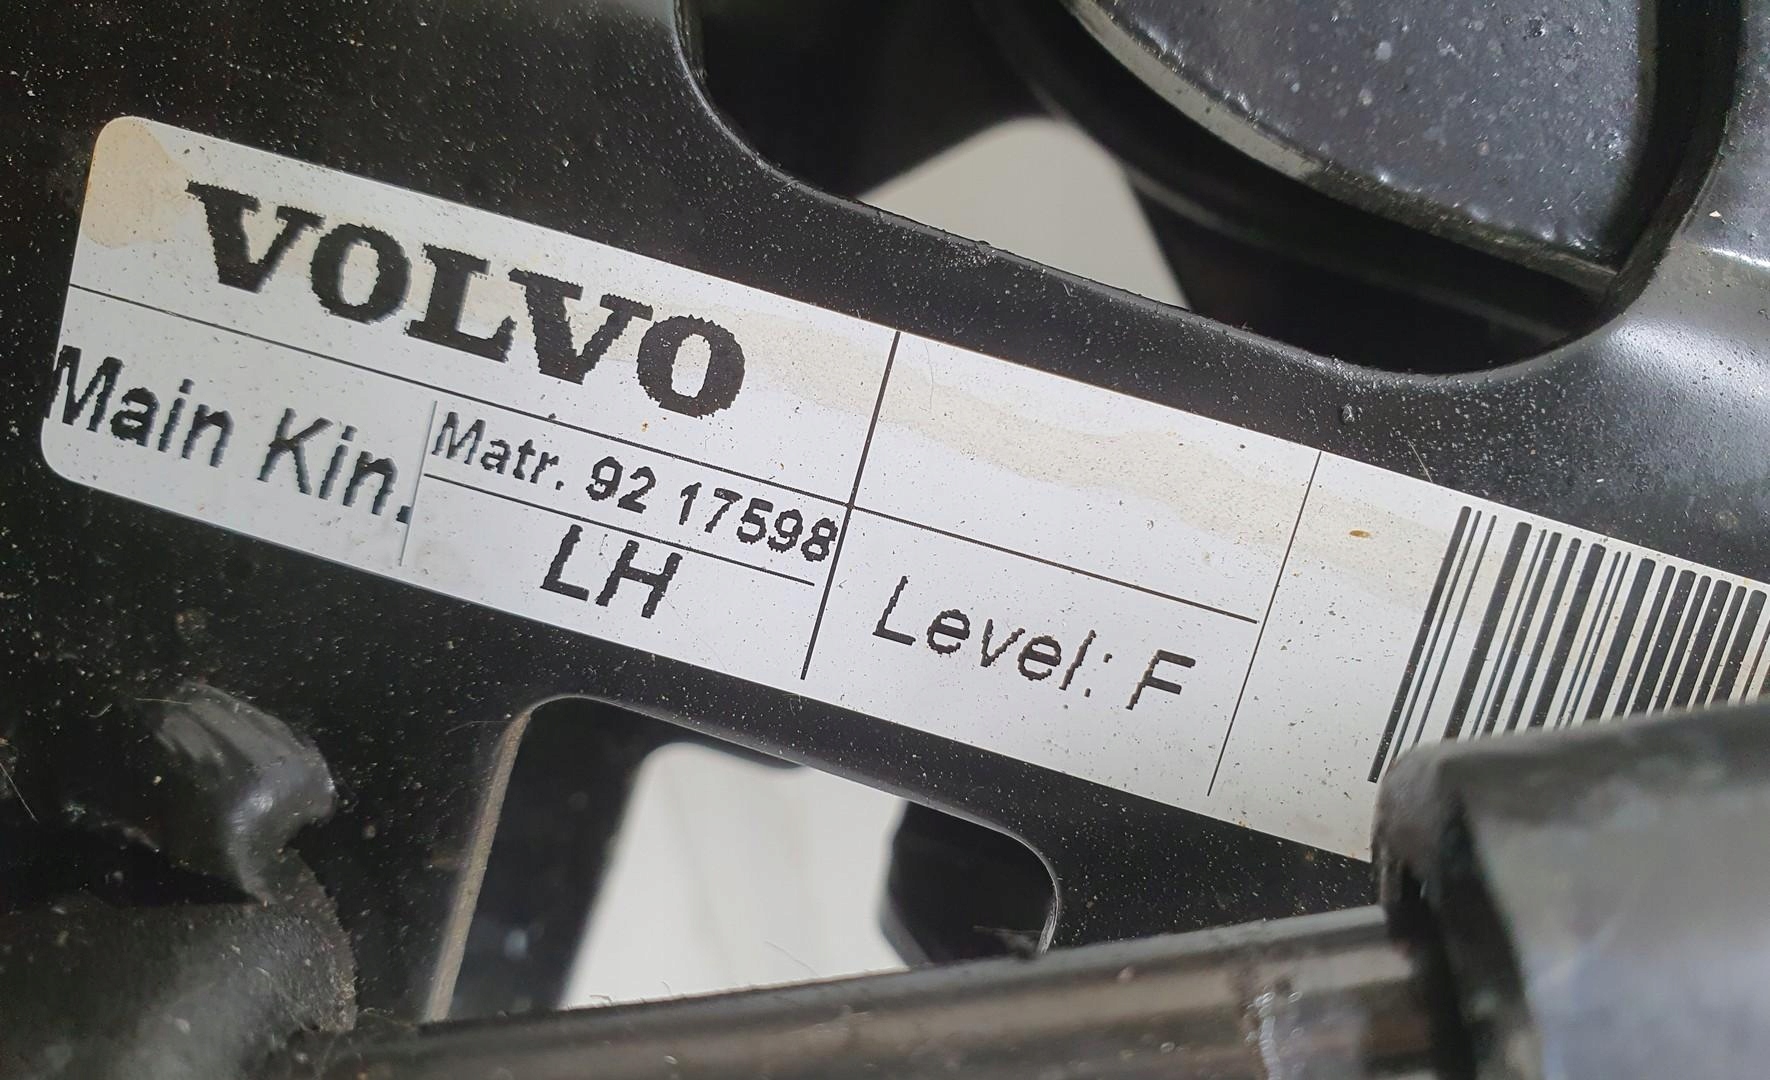 VOLVO
Main Kin.
Matr. 92 17598
LH
Level: F